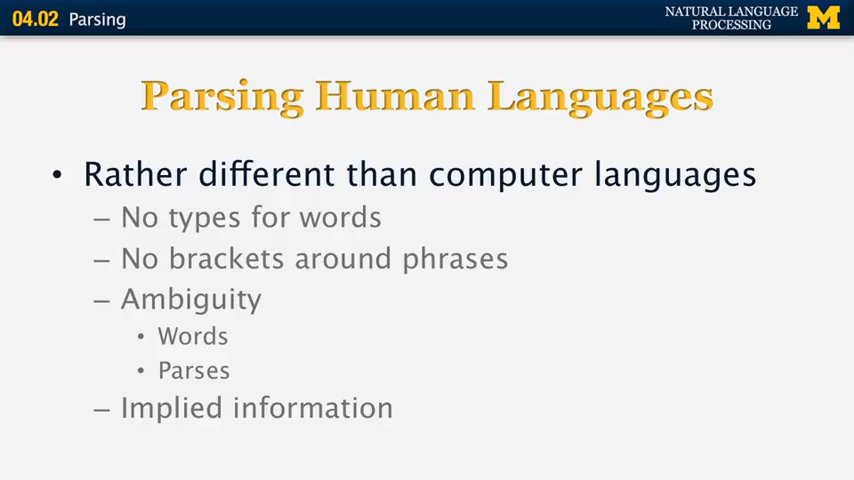 04.02 Parsing
NATURAL LANGUAGE
PROCESSING
M
Parsing Human Languages
• Rather different than computer languages
– No types for words
– No brackets around phrases
– Ambiguity
• Words
• Parses
– Implied information